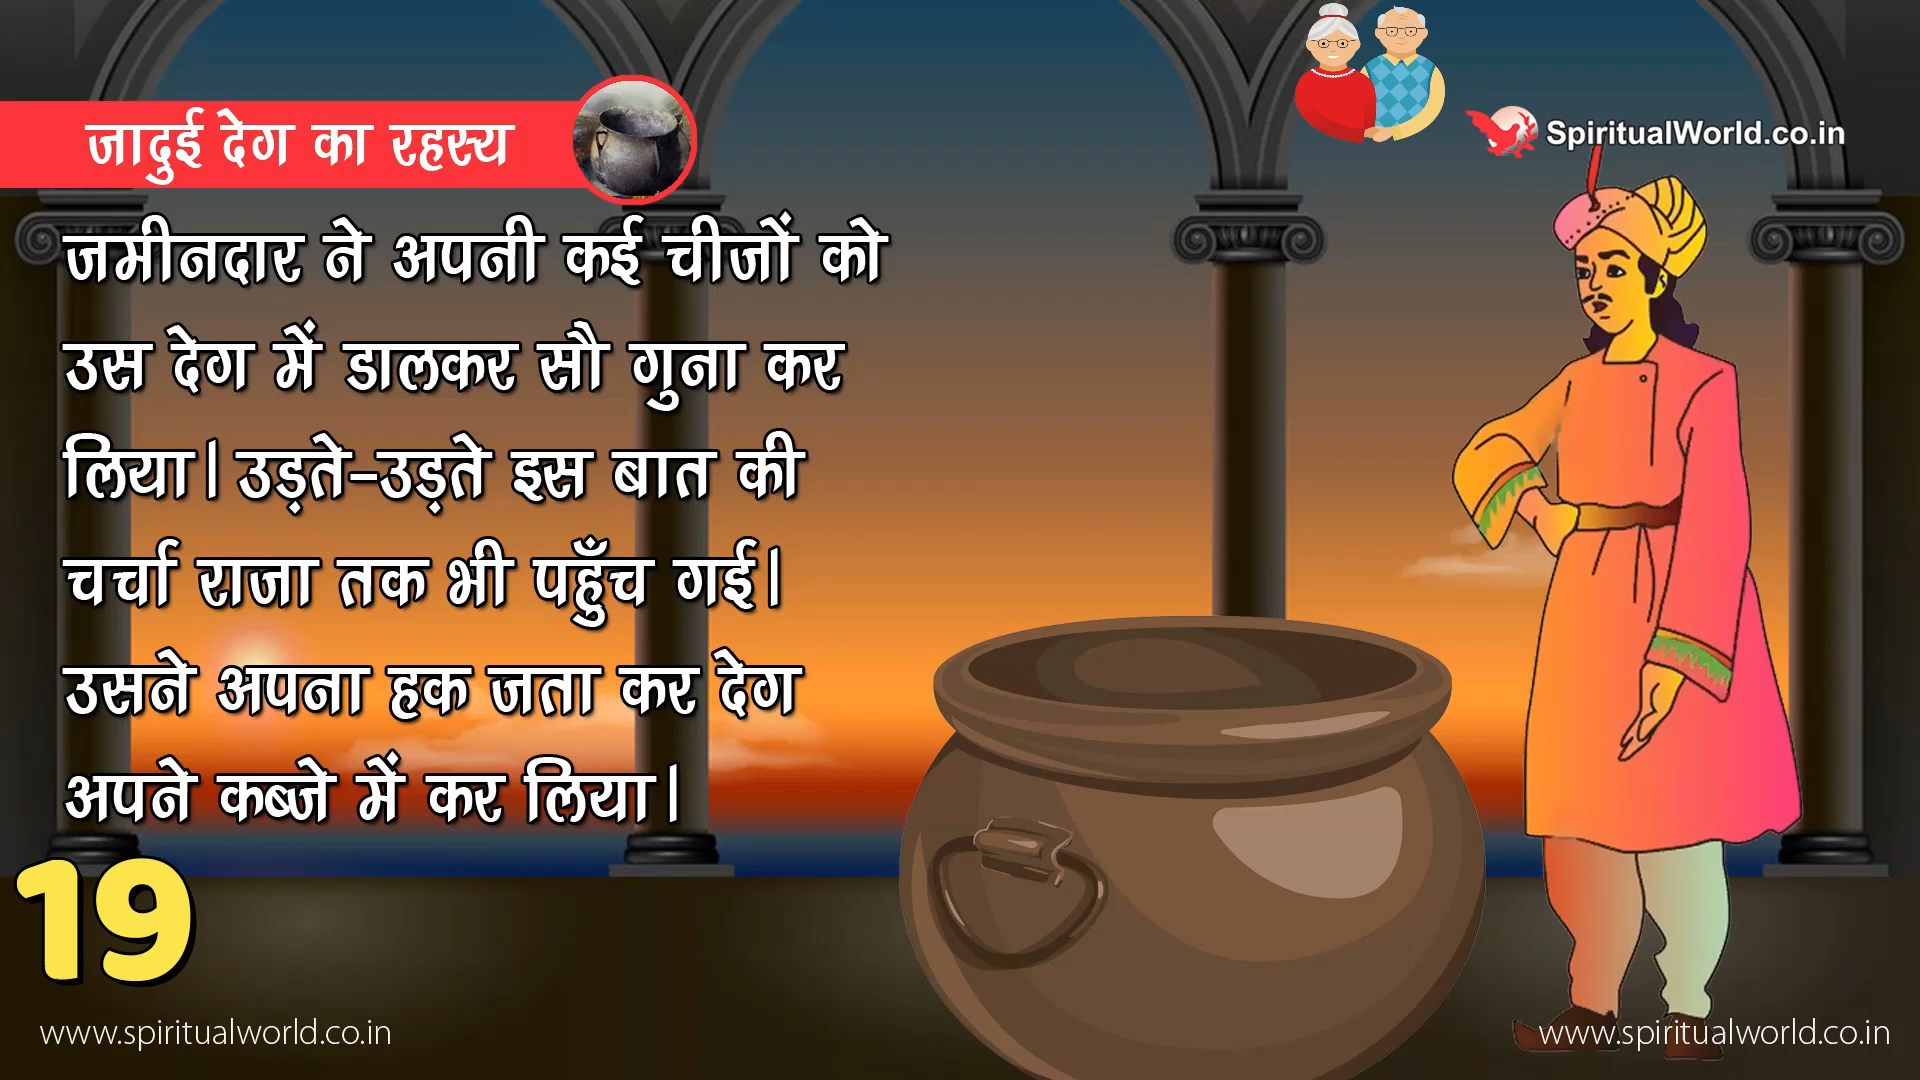 जादुई देग का रहस्य
SpiritualWorld.co.in
जमीनदार ने अपनी कई चीजों को
उस देग में डालकर सौ गुना कर
लिया। उड़ते-उड़ते इस बात की
चर्चा राजा तक भी पहुँच गई।
उसने अपना हक जता कर देग
अपने कब्जे में कर लिया।
19
www.spiritualworld.co.in
www.spiritualworld.co.in